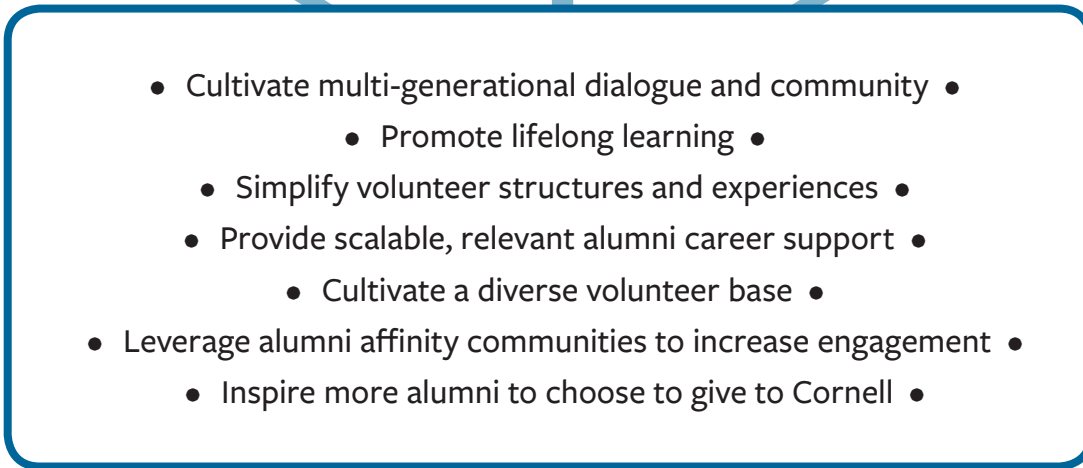 • Cultivate multi-generational dialogue and community •
• Promote lifelong learning •
• Simplify volunteer structures and experiences •
• Provide scalable, relevant alumni career support •
• Cultivate a diverse volunteer base •
• Leverage alumni affinity communities to increase engagement •
• Inspire more alumni to choose to give to Cornell •